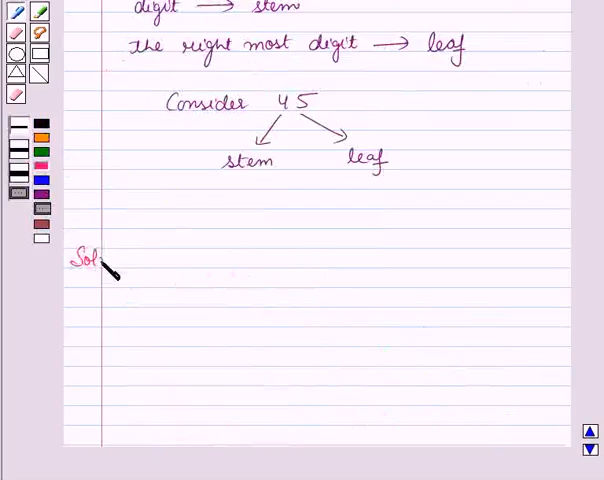 digit → stem
the right most digit → leaf
Consider 45
stem leaf
Sol